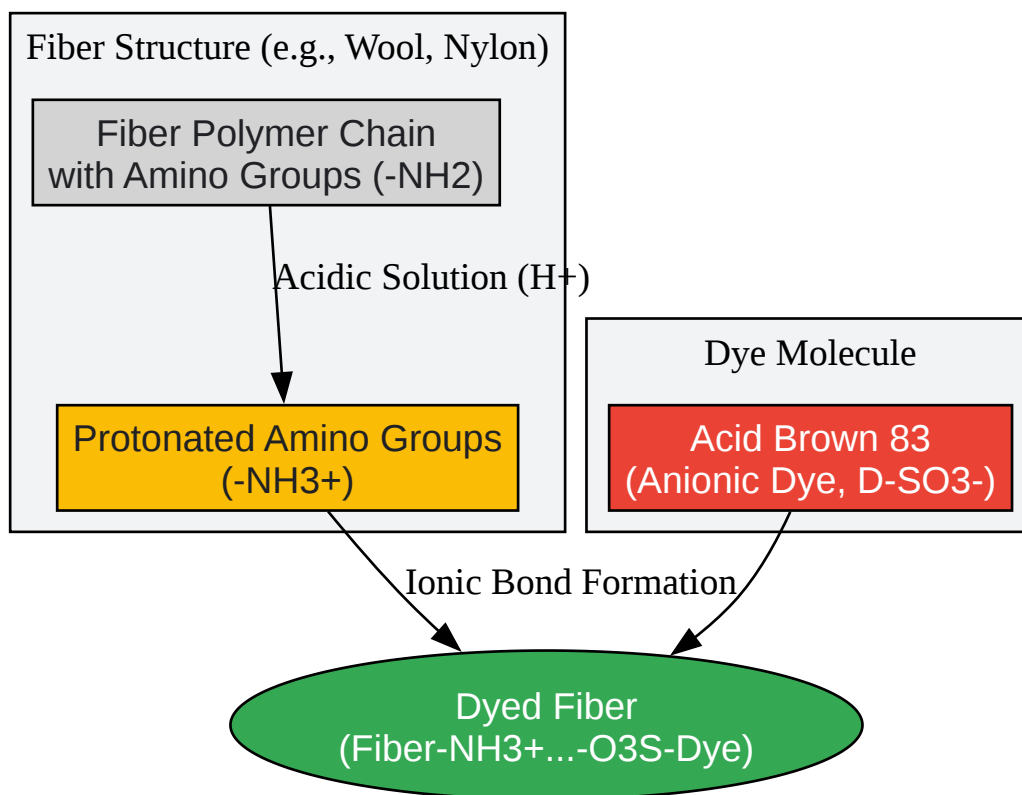 Fiber Structure (e.g., Wool, Nylon)
Fiber Polymer Chain
with Amino Groups (-NH2)
Acidic Solution (H+)
Dye Molecule
Protonated Amino Groups
(-NH3+)
Acid Brown 83
(Anionic Dye, D-SO3-)
Ionic Bond Formation
Dyed Fiber
(Fiber-NH3+...-O3S-Dye)